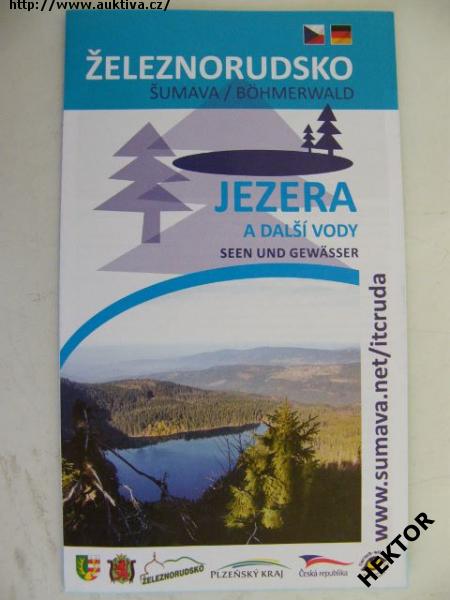 http://www.auktiva.cz/
ŽELEZNORUDSKO
ŠUMAVA / BÖHMERWALD
JEZERA
A DALŠÍ VODY
SEEN UND GEWÄSSER
www.sumava.net/itcruda
ŽELEZNORUDSKO
PLZEŇSKÝ KRAJ
Česká republika
HEKTOR